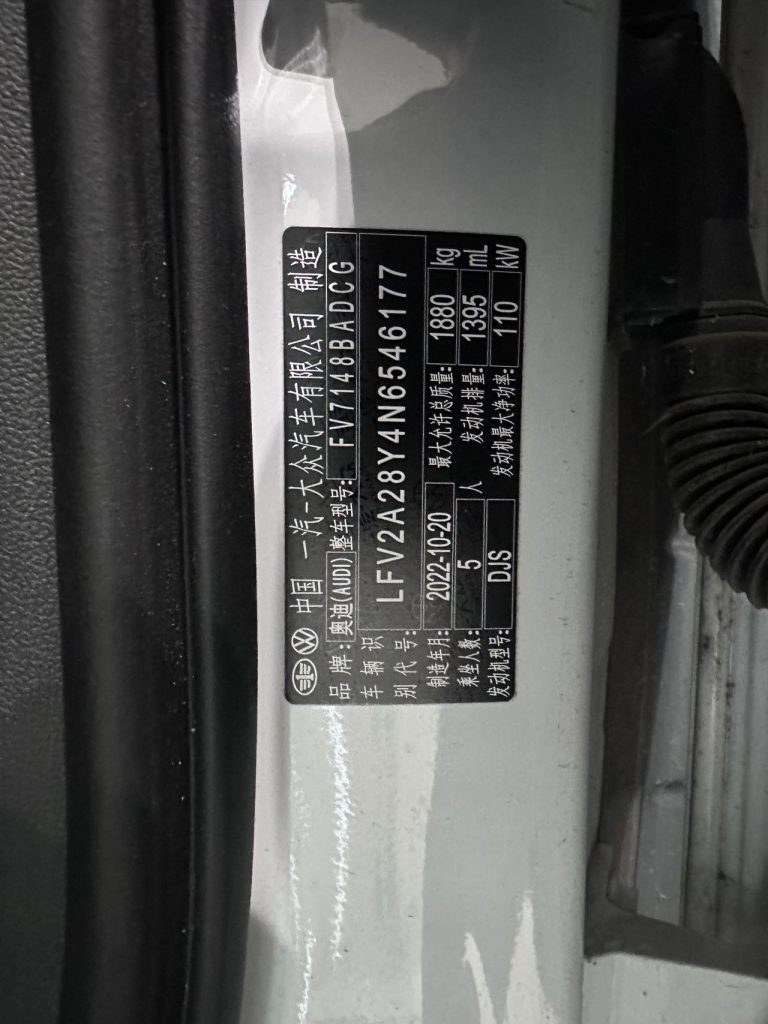 中国 一汽-大众汽车有限公司 制造
品牌: 奥迪(AUDI) 整车型号: FV7148BADCG
车辆识别代号: LFV2A28Y4N6546177
制造年月: 2022-10-20 最大允许总质量: 1880 kg
乘坐人数: 5 人 发动机排量: 1395 mL
发动机型号: DJS 发动机最大净功率: 110 kW